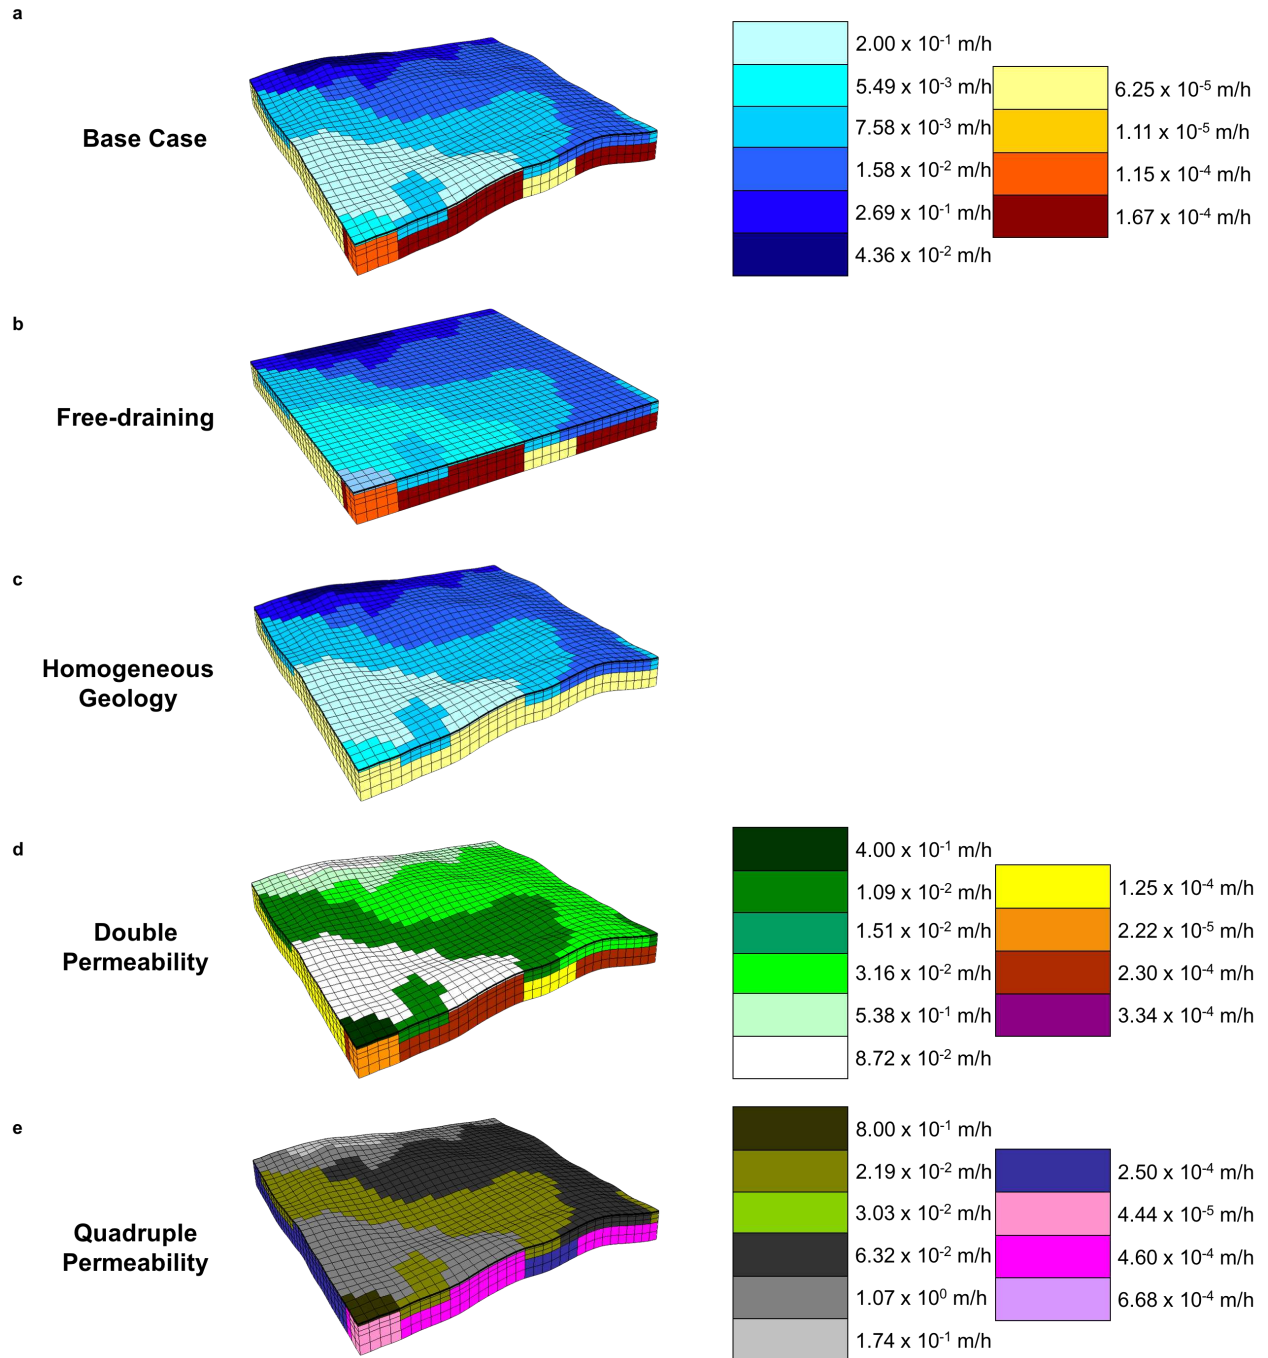 a
Base Case
2.00 x 10⁻¹ m/h
5.49 x 10⁻³ m/h
7.58 x 10⁻³ m/h
1.58 x 10⁻² m/h
2.69 x 10⁻¹ m/h
4.36 x 10⁻² m/h
6.25 x 10⁻⁵ m/h
1.11 x 10⁻⁵ m/h
1.15 x 10⁻⁴ m/h
1.67 x 10⁻⁴ m/h
b
Free-draining
c
Homogeneous
Geology
d
Double
Permeability
4.00 x 10⁻¹ m/h
1.09 x 10⁻² m/h
1.51 x 10⁻² m/h
3.16 x 10⁻² m/h
5.38 x 10⁻¹ m/h
8.72 x 10⁻² m/h
1.25 x 10⁻⁴ m/h
2.22 x 10⁻⁵ m/h
2.30 x 10⁻⁴ m/h
3.34 x 10⁻⁴ m/h
e
Quadruple
Permeability
8.00 x 10⁻¹ m/h
2.19 x 10⁻² m/h
3.03 x 10⁻² m/h
6.32 x 10⁻² m/h
1.07 x 10⁰ m/h
1.74 x 10⁻¹ m/h
2.50 x 10⁻⁴ m/h
4.44 x 10⁻⁵ m/h
4.60 x 10⁻⁴ m/h
6.68 x 10⁻⁴ m/h